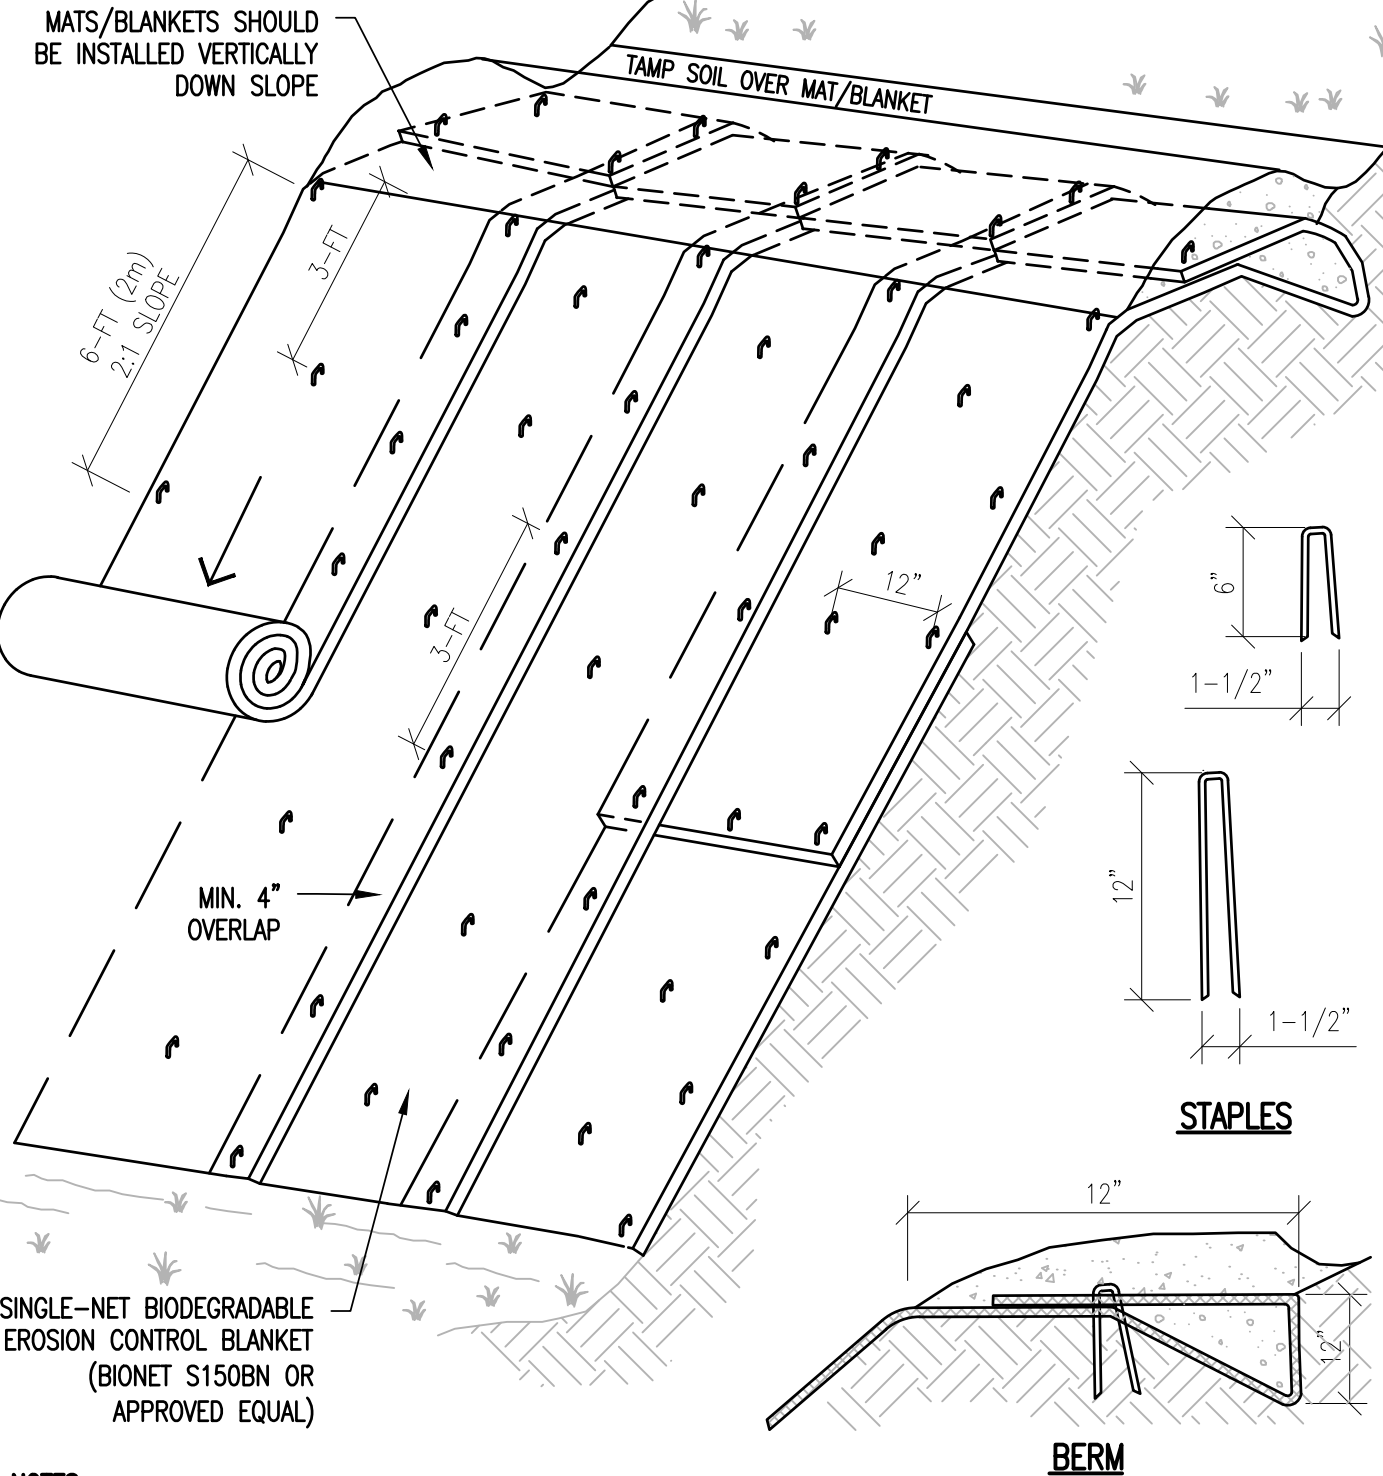 MATS/BLANKETS SHOULD
BE INSTALLED VERTICALLY
DOWN SLOPE
TAMP SOIL OVER MAT/BLANKET
6-FT (2m)
2:1 SLOPE
3-FT
3-FT
12"
MIN. 4"
OVERLAP
6"
1-1/2"
12"
1-1/2"
STAPLES
SINGLE-NET BIODEGRADABLE
EROSION CONTROL BLANKET
(BIONET S150BN OR
APPROVED EQUAL)
12"
12"
BERM